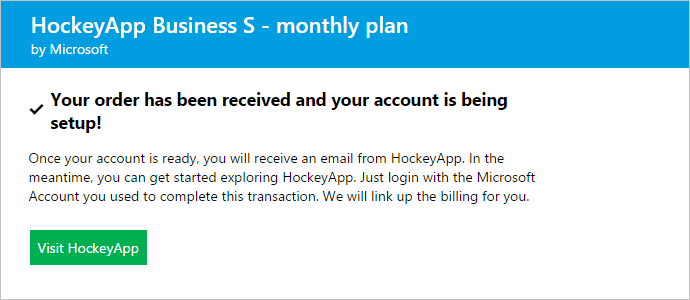 HockeyApp Business S - monthly plan
by Microsoft
Your order has been received and your account is being
setup!
Once your account is ready, you will receive an email from HockeyApp. In the
meantime, you can get started exploring HockeyApp. Just login with the Microsoft
Account you used to complete this transaction. We will link up the billing for you.
Visit HockeyApp